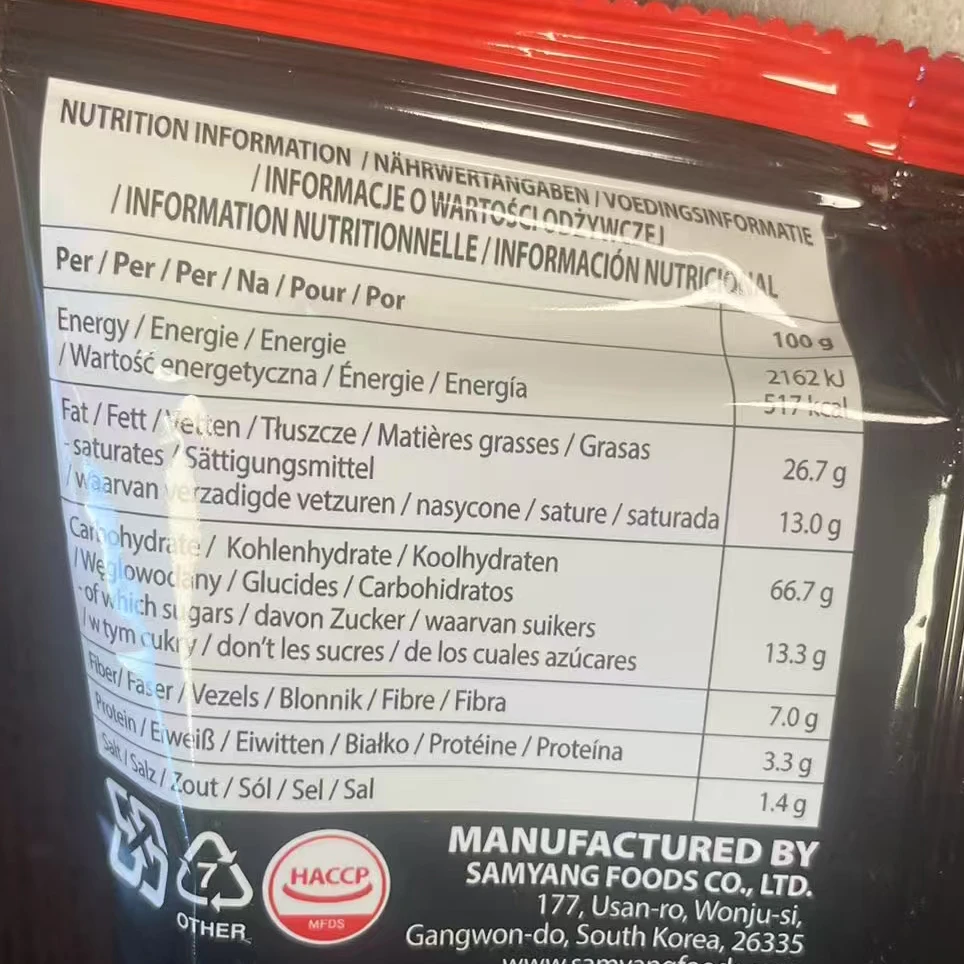 NUTRITION INFORMATION / NÄHRWERTANGABEN / VOEDINGSINFORMATIE
/ INFORMACJE O WARTOŚCI ODŻYWCZEJ
/ INFORMATION NUTRITIONNELLE / INFORMACIÓN NUTRICIONAL
Per / Per / Per / Na / Pour / Por
100 g
Energy / Energie / Energie
/ Wartość energetyczna / Énergie / Energía
2162 kJ
517 kcal
Fat / Fett / Vetten / Tłuszcze / Matières grasses / Grasas
26.7 g
- saturates / Sättigungsmittel
/ waarvan verzadigde vetzuren / nasycone / sature / saturada
13.0 g
Carbohydrate / Kohlenhydrate / Koolhydraten
/ Węglowodany / Glucides / Carbohidratos
66.7 g
- of which sugars / davon Zucker / waarvan suikers
/ w tym cukry / don't les sucres / de los cuales azúcares
13.3 g
Fiber / Faser / Vezels / Blonnik / Fibre / Fibra
7.0 g
Protein / Eiweiß / Eiwitten / Białko / Protéine / Proteína
3.3 g
Salt / Salz / Zout / Sól / Sel / Sal
1.4 g
7
OTHER
HACCP
MFDS
MANUFACTURED BY
SAMYANG FOODS CO., LTD.
177, Usan-ro, Wonju-si,
Gangwon-do, South Korea, 26335